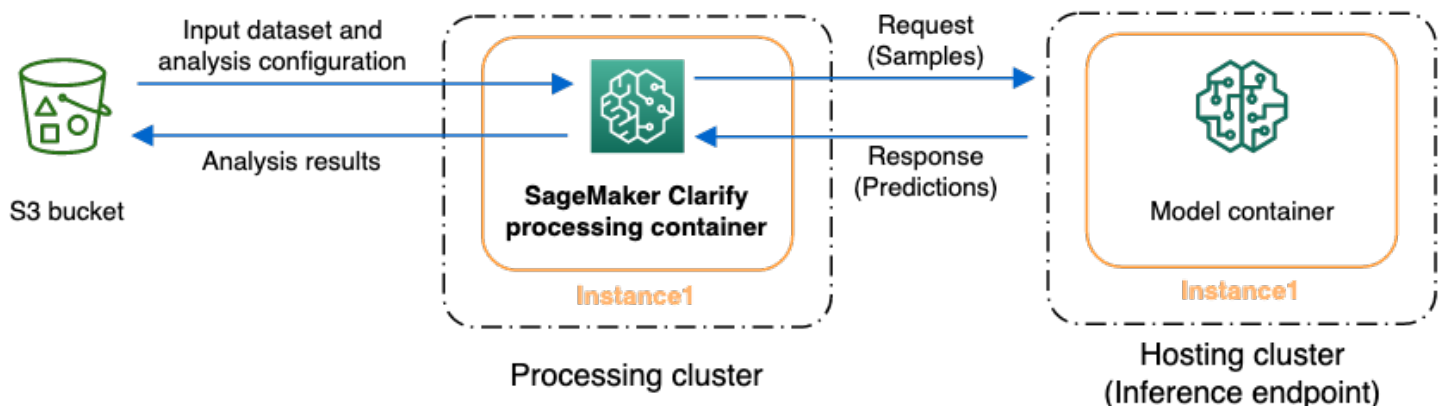 Input dataset and
analysis configuration
Analysis results
S3 bucket
SageMaker Clarify
processing container
Instance1
Processing cluster
Request
(Samples)
Response
(Predictions)
Model container
Instance1
Hosting cluster
(Inference endpoint)